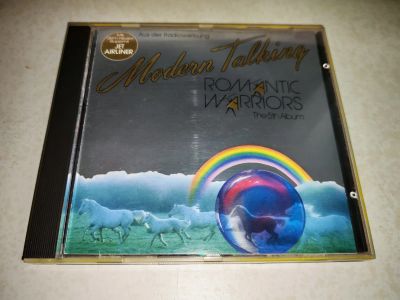 Aus der Radiowerbung
JET
AIRLINER
Modern Talking
ROMANTIC
WARRIORS
The 5th Album